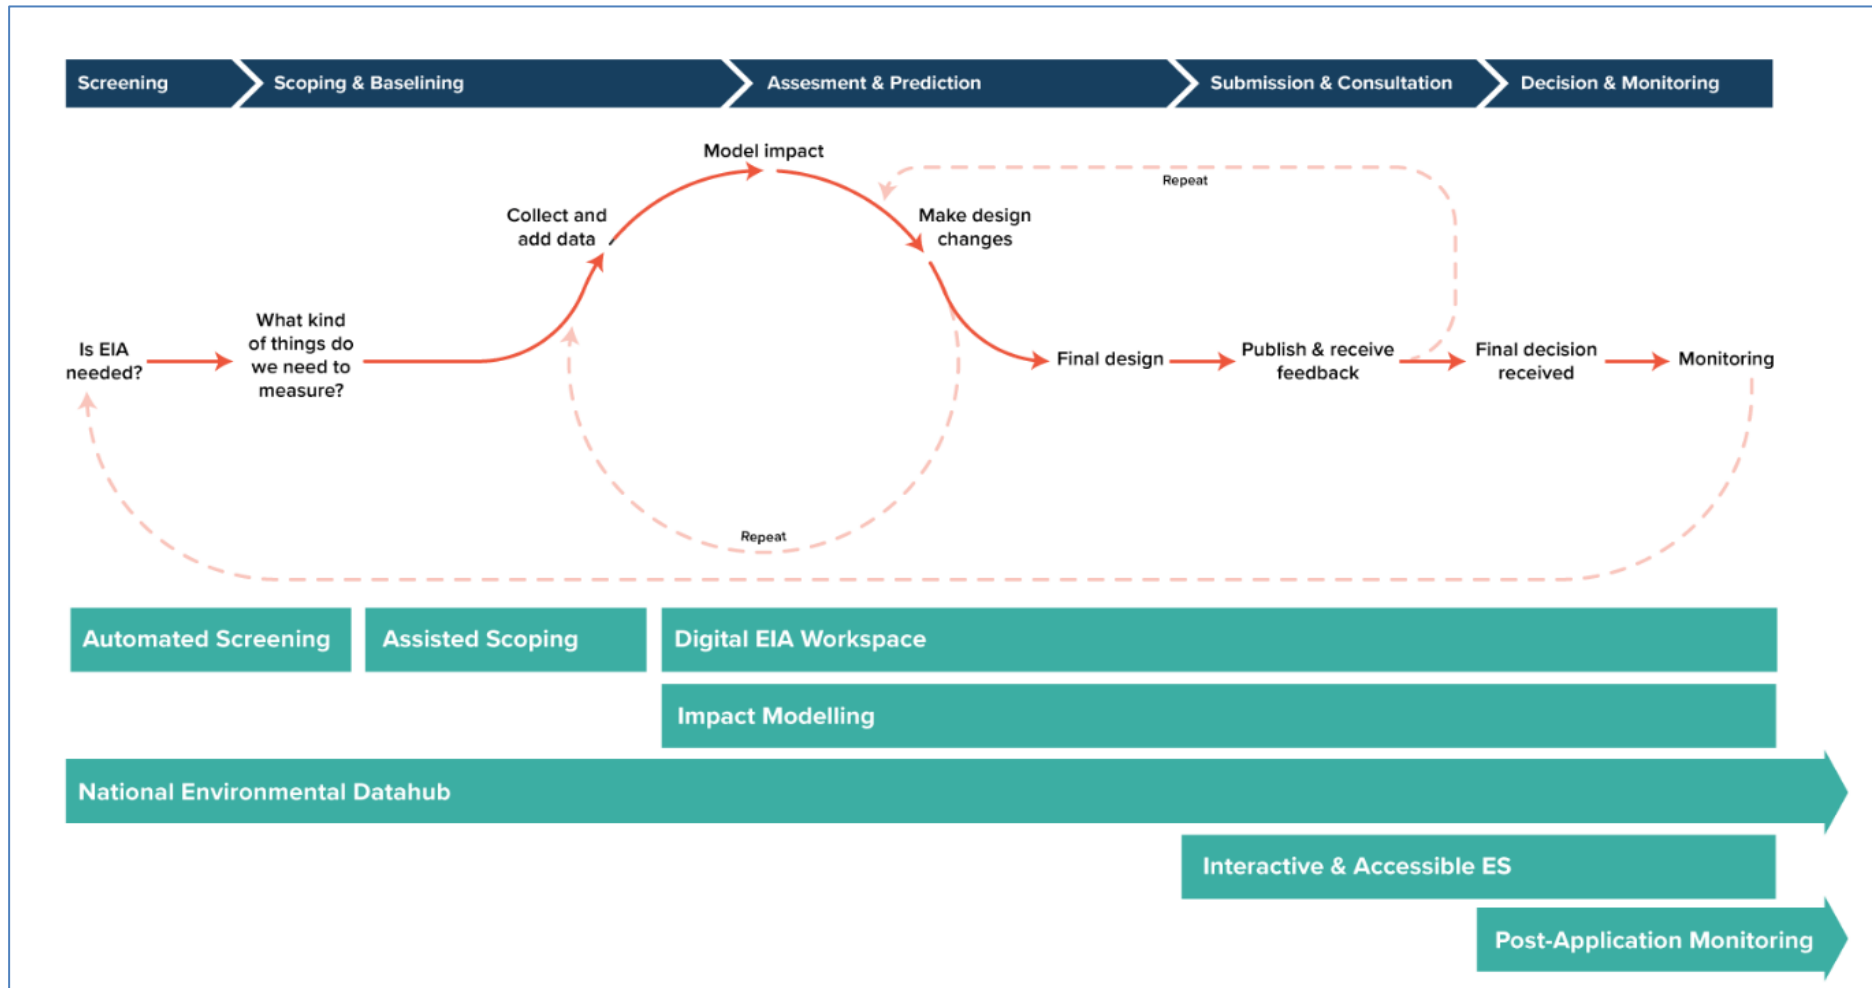 Screening
Scoping & Baselining
Assesment & Prediction
Submission & Consultation
Decision & Monitoring
Model impact
Repeat
Collect and
add data
Make design
changes
What kind
of things do
we need to
measure?
Is EIA
needed?
Final design
Publish & receive
feedback
Final decision
received
Monitoring
Repeat
Automated Screening
Assisted Scoping
Digital EIA Workspace
Impact Modelling
National Environmental Datahub
Interactive & Accessible ES
Post-Application Monitoring